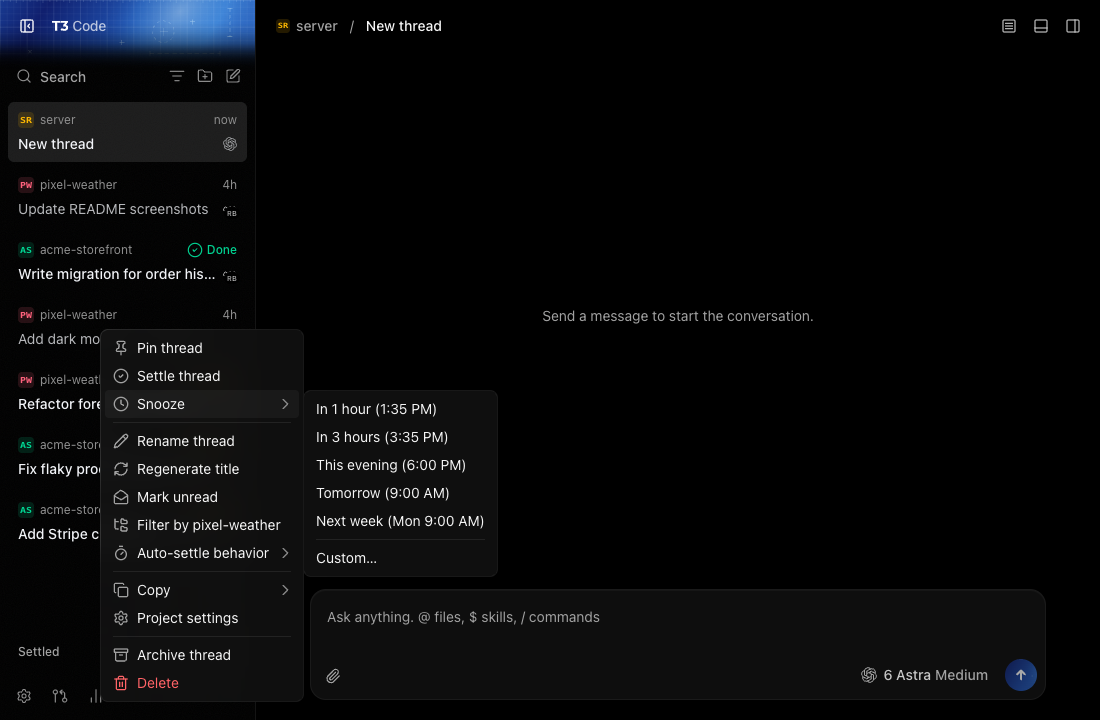 T3 Code
SR server / New thread
Search
SR server now
New thread
PW pixel-weather 4h
Update README screenshots RB
AS acme-storefront Done
Write migration for order his... RB
PW pixel-weather 4h
Add dark mo
PW pixel-weat
Refactor fore
AS acme-stor
Fix flaky pro
AS acme-stor
Add Stripe c
Settled
Pin thread
Settle thread
Snooze
Rename thread
Regenerate title
Mark unread
Filter by pixel-weather
Auto-settle behavior
Copy
Project settings
Archive thread
Delete
In 1 hour (1:35 PM)
In 3 hours (3:35 PM)
This evening (6:00 PM)
Tomorrow (9:00 AM)
Next week (Mon 9:00 AM)
Custom...
Send a message to start the conversation.
Ask anything. @ files, $ skills, / commands
6 Astra Medium